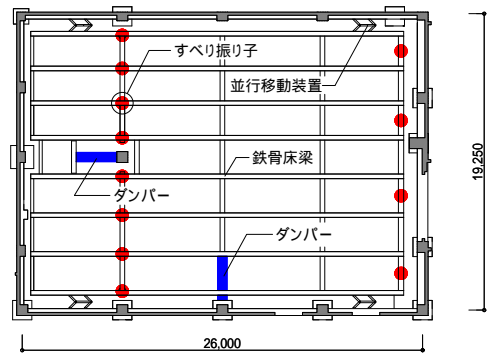 すべり振り子
並行移動装置
鉄骨床梁
ダンパー
ダンパー
19,250
26,000